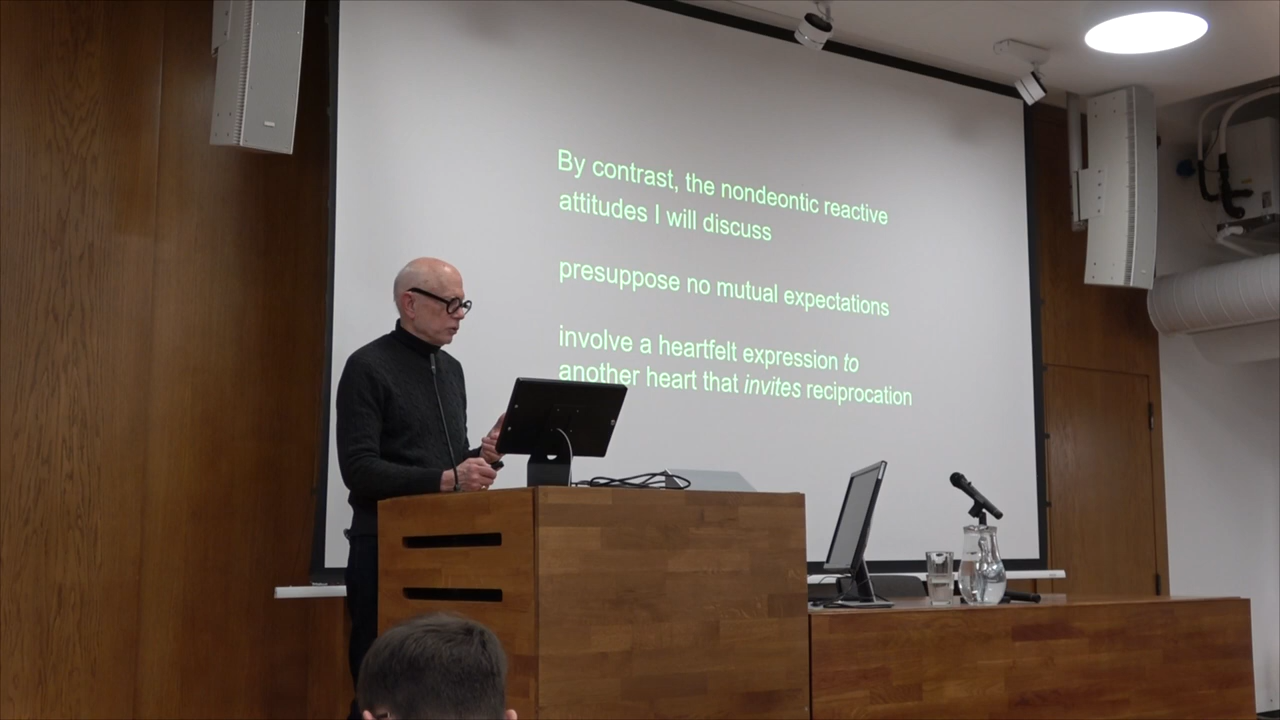 By contrast, the nondeontic reactive
attitudes I will discuss
presuppose no mutual expectations
involve a heartfelt expression to
another heart that invites reciprocation